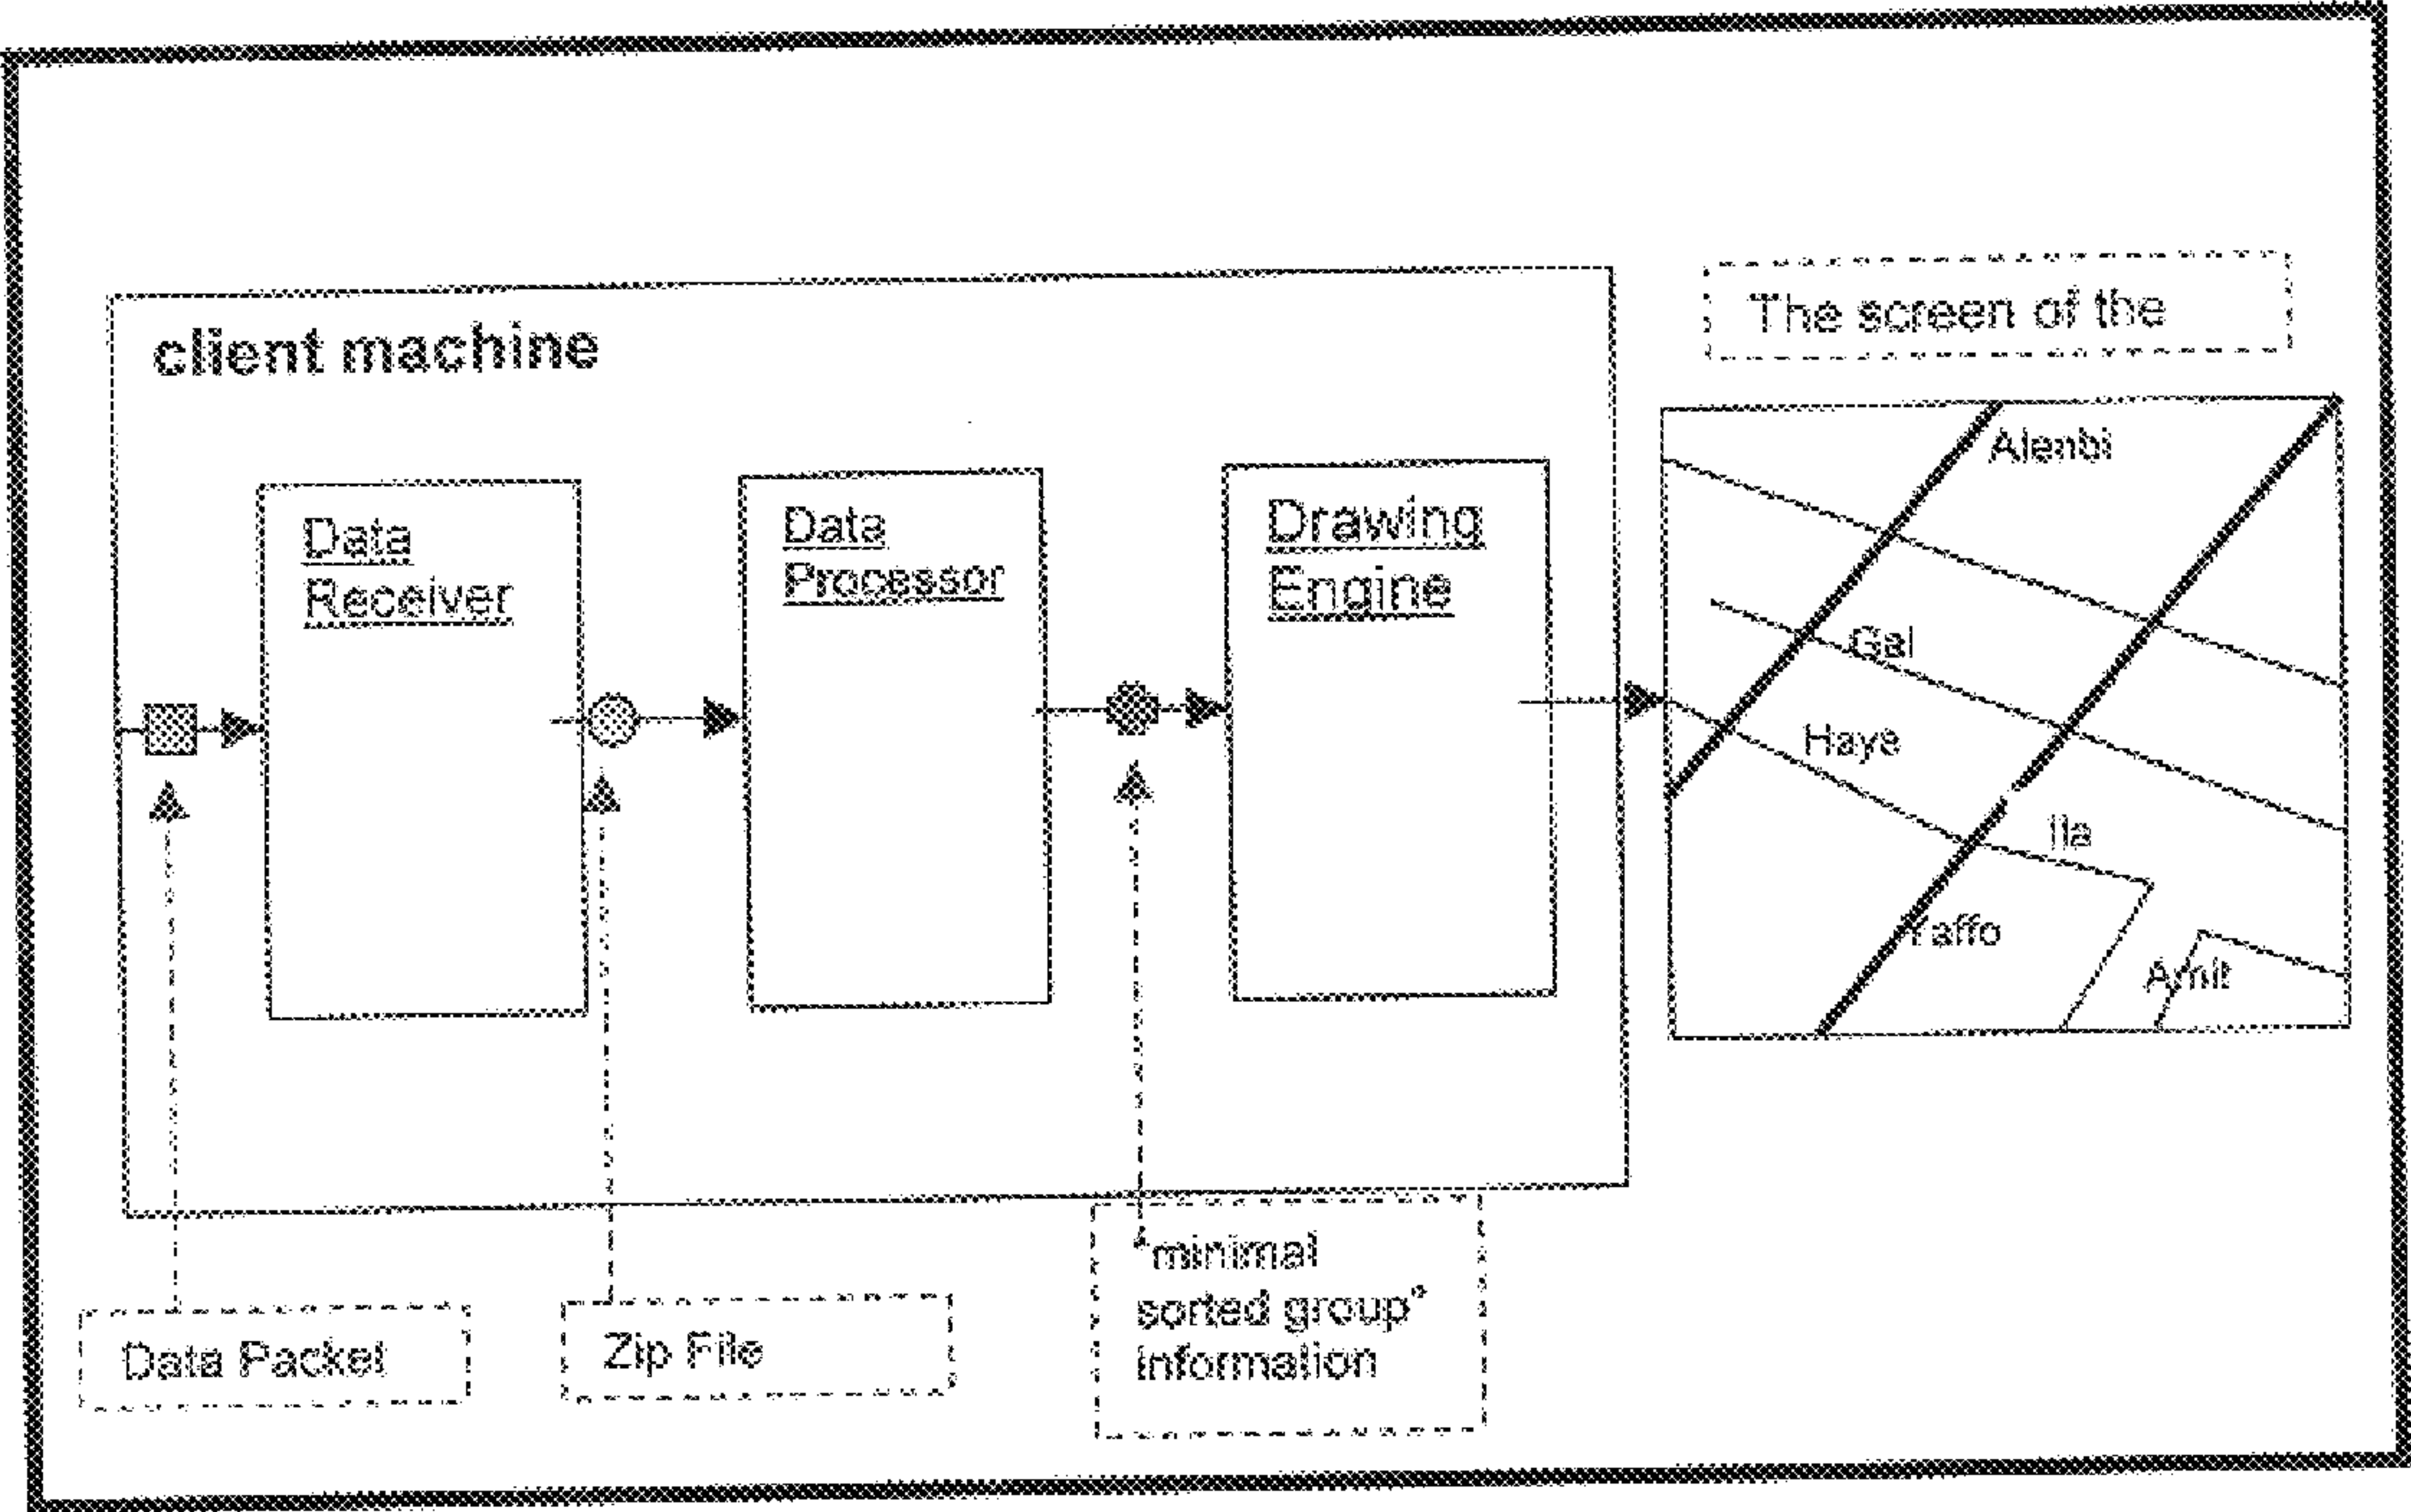 The screen of the
client machine
Alenbi
Data
Receiver
Data
Processor
Drawing
Engine
Gal
Haye
Ila
Yaffo
Amit
"minimal
sorted group"
information
Data Packet
Zip File